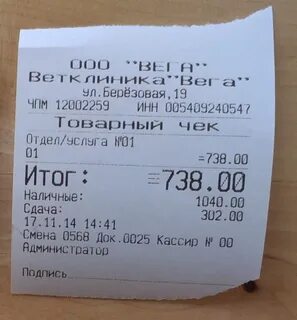 ООО "ВЕГА"
Ветклиника"Вега"
ул.Берёзовая,19
ЧПМ 12002259 ИНН 005409240547
Товарный чек
Отдел/услуга №01
01 =738.00
Итог: =738.00
Наличные: 1040.00
Сдача: 302.00
17.11.14 14:41
Смена 0568 Док.0025 Кассир № 00
Администратор
Подпись